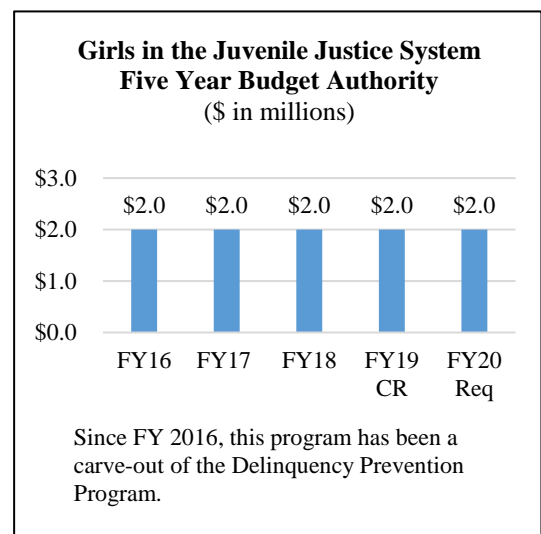 Girls in the Juvenile Justice System
Five Year Budget Authority
($ in millions)
$3.0
$2.0 $2.0 $2.0 $2.0 $2.0
$2.0
$1.0
$0.0
FY16 FY17 FY18 FY19 FY20
CR Req
Since FY 2016, this program has been a
carve-out of the Delinquency Prevention
Program.